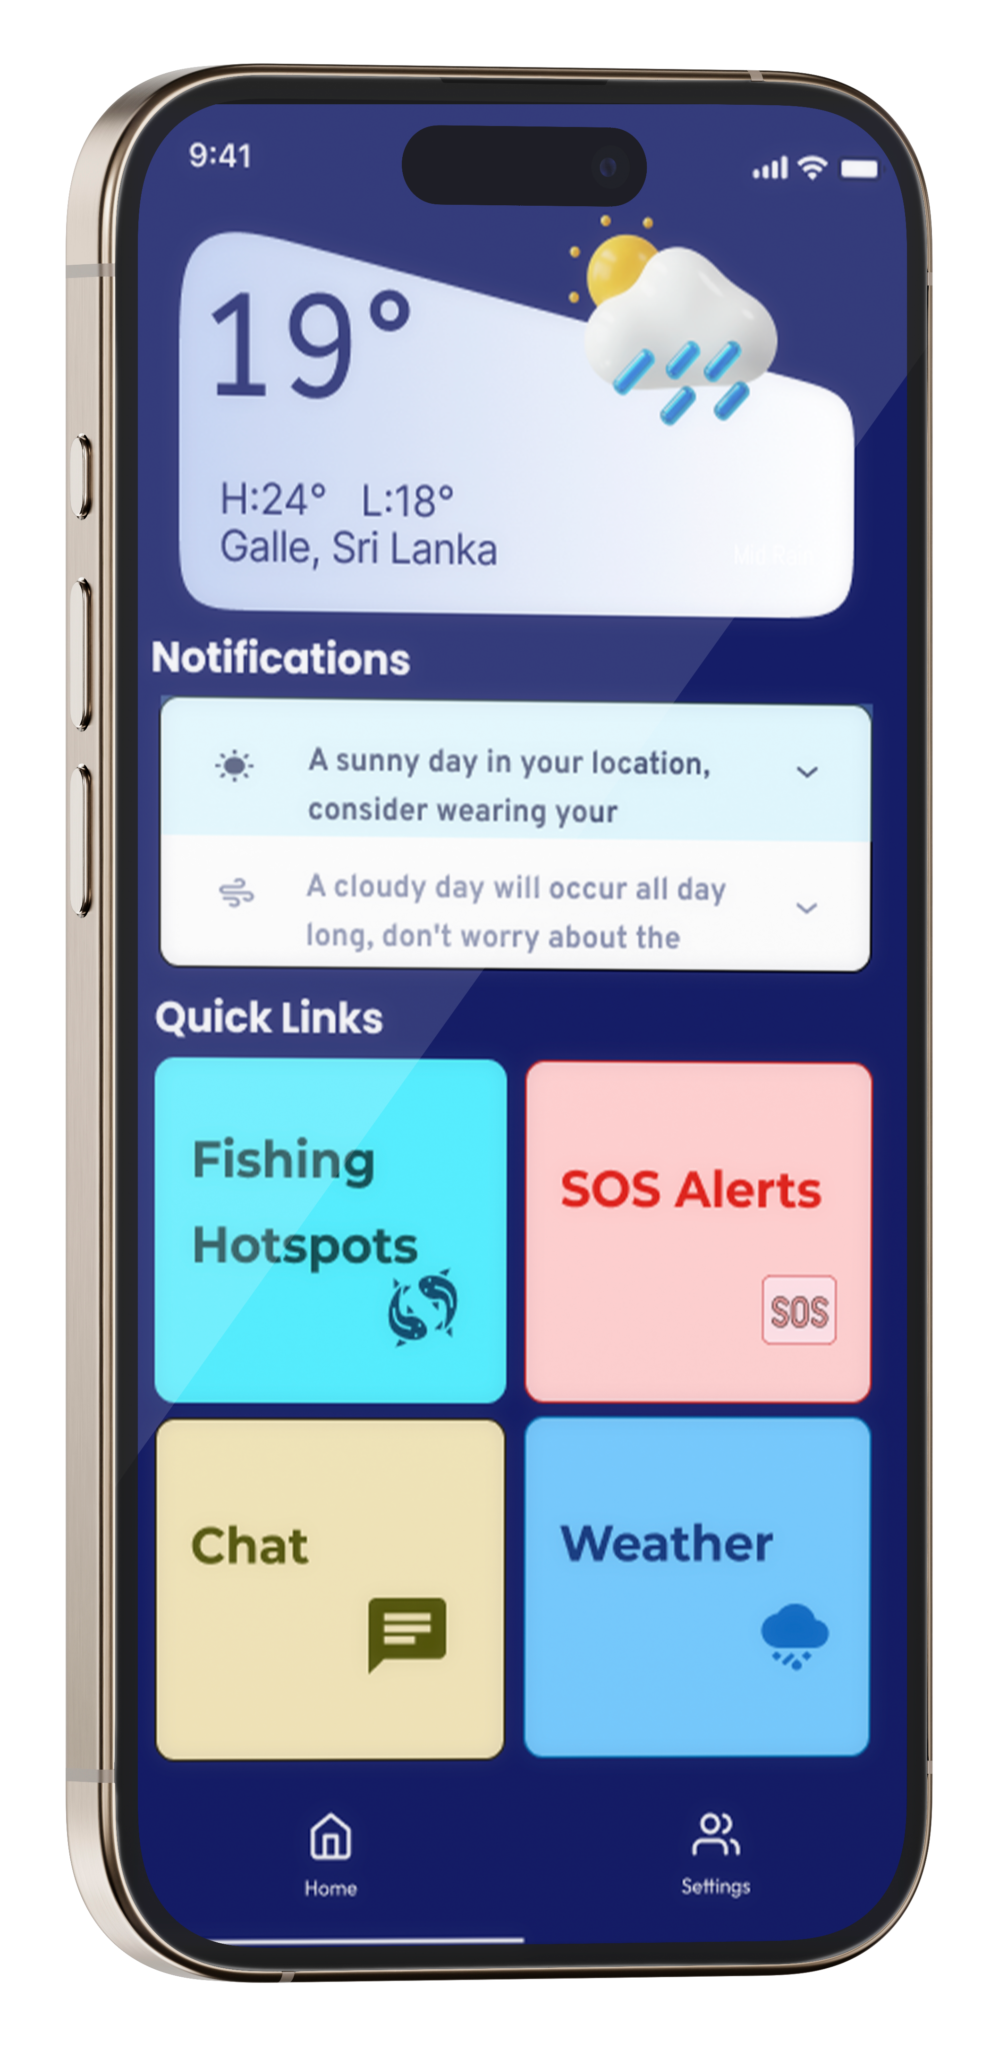 9:41
19°
H:24° L:18°
Galle, Sri Lanka
Mid Rain
Notifications
A sunny day in your location,
consider wearing your
A cloudy day will occur all day
long, don't worry about the
Quick Links
Fishing
Hotspots
SOS Alerts
SOS
Chat
Weather
Home
Settings